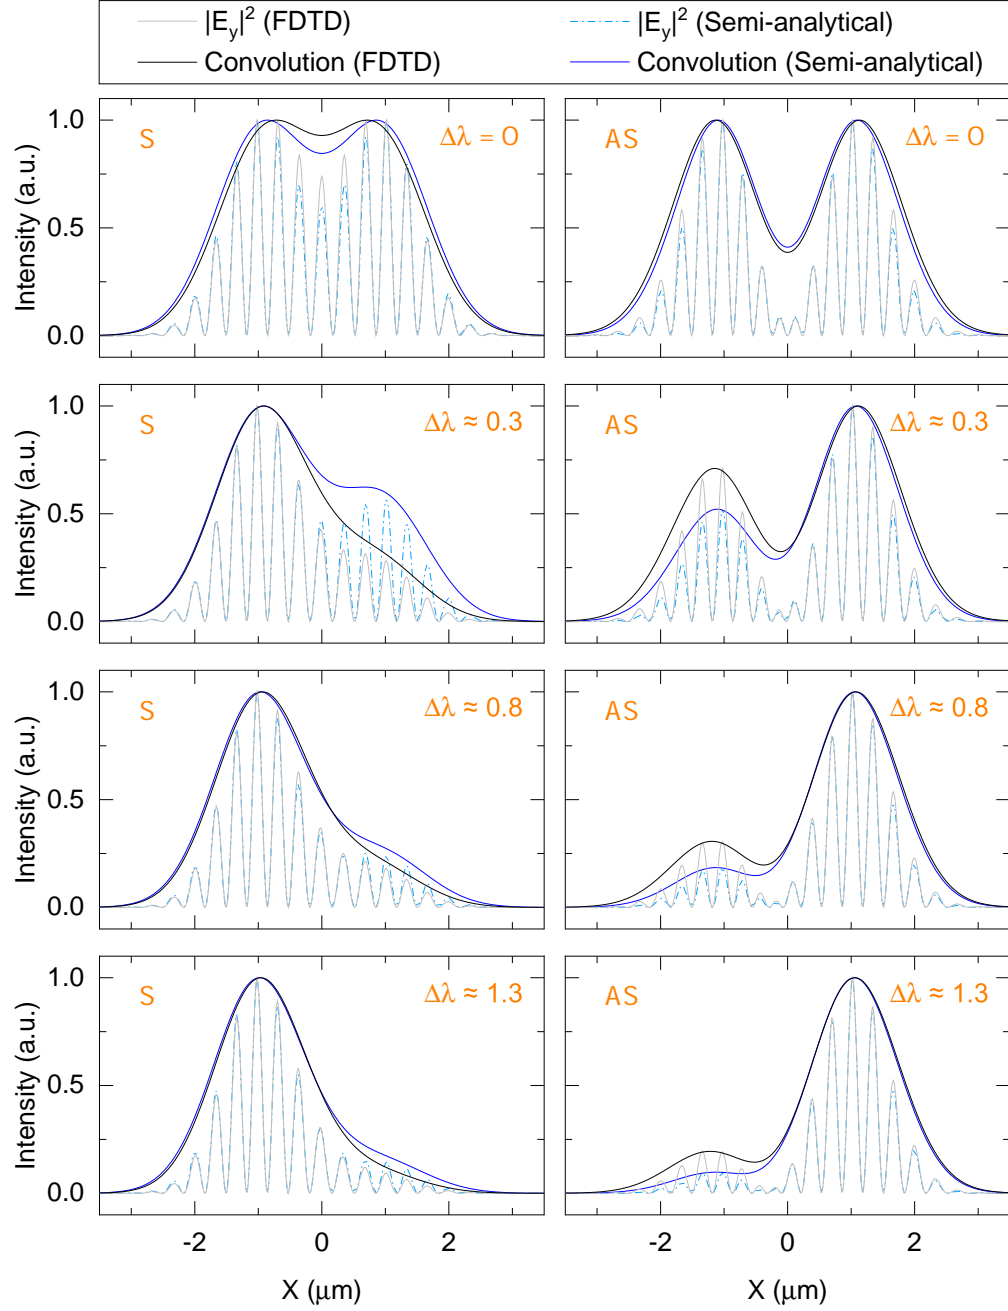 |E_y|^2 (FDTD) |E_y|^2 (Semi-analytical)
Convolution (FDTD) Convolution (Semi-analytical)
1.0 S Δλ = 0 AS Δλ = 0
Intensity (a.u.)
0.5
0.0
1.0 S Δλ ≈ 0.3 AS Δλ ≈ 0.3
Intensity (a.u.)
0.5
0.0
1.0 S Δλ ≈ 0.8 AS Δλ ≈ 0.8
Intensity (a.u.)
0.5
0.0
1.0 S Δλ ≈ 1.3 AS Δλ ≈ 1.3
Intensity (a.u.)
0.5
0.0
-2 0 2 -2 0 2
X (μm) X (μm)